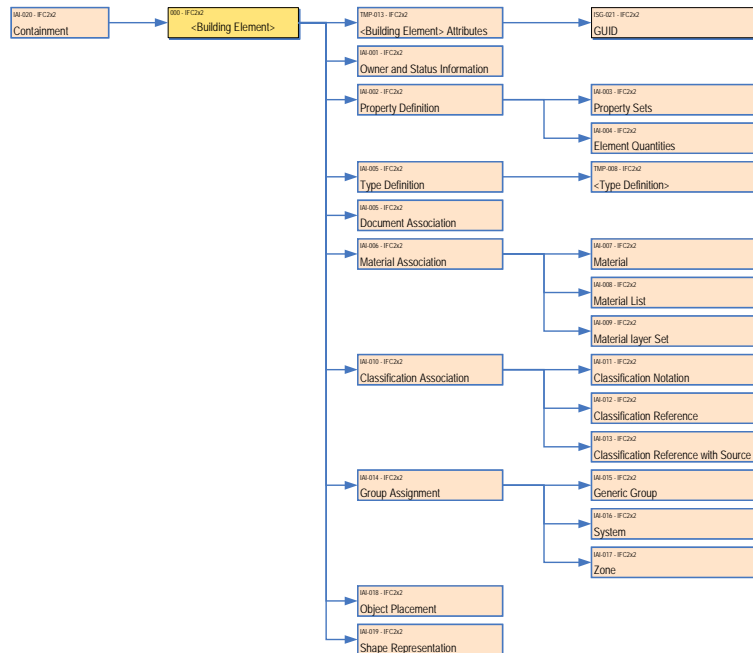 IAI-020 - IFC2x2
Containment
000 - IFC2x2
<Building Element>
TMP-013 - IFC2x2
<Building Element> Attributes
ISG-021 - IFC2x2
GUID
IAI-001 - IFC2x2
Owner and Status Information
IAI-002 - IFC2x2
Property Definition
IAI-003 - IFC2x2
Property Sets
IAI-004 - IFC2x2
Element Quantities
IAI-005 - IFC2x2
Type Definition
TMP-008 - IFC2x2
<Type Definition>
IAI-005 - IFC2x2
Document Association
IAI-006 - IFC2x2
Material Association
IAI-007 - IFC2x2
Material
IAI-008 - IFC2x2
Material List
IAI-009 - IFC2x2
Material layer Set
IAI-010 - IFC2x2
Classification Association
IAI-011 - IFC2x2
Classification Notation
IAI-012 - IFC2x2
Classification Reference
IAI-013 - IFC2x2
Classification Reference with Source
IAI-014 - IFC2x2
Group Assignment
IAI-015 - IFC2x2
Generic Group
IAI-016 - IFC2x2
System
IAI-017 - IFC2x2
Zone
IAI-018 - IFC2x2
Object Placement
IAI-019 - IFC2x2
Shape Representation